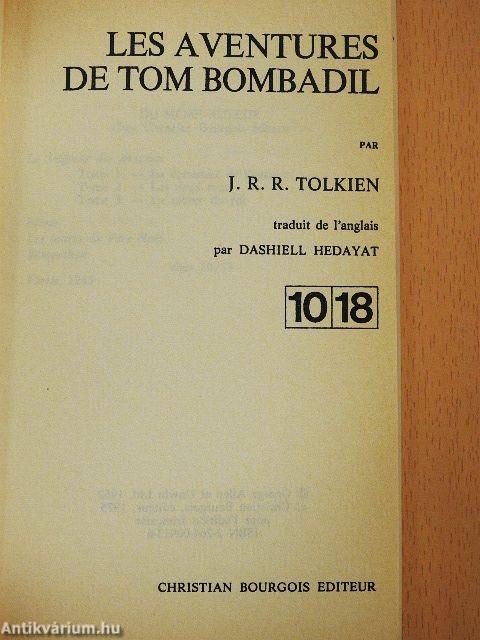 LES AVENTURES
DE TOM BOMBADIL
PAR
J. R. R. TOLKIEN
traduit de l'anglais
par DASHIELL HEDAYAT
10 18
CHRISTIAN BOURGOIS EDITEUR
Antikvárium.hu